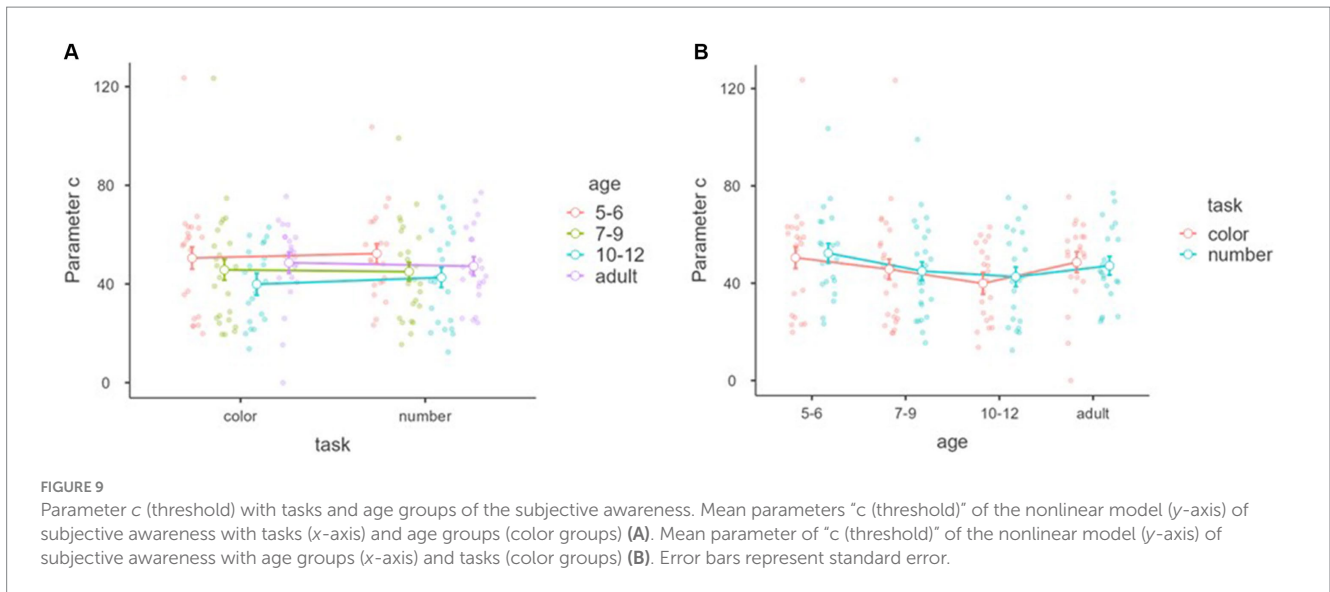 A
120
80
40
0
Parameter c
color
number
task
age
5-6
7-9
10-12
adult
B
120
80
40
0
Parameter c
5-6
7-9
10-12
adult
age
task
color
number
FIGURE 9
Parameter c (threshold) with tasks and age groups of the subjective awareness. Mean parameters “c (threshold)” of the nonlinear model (y-axis) of
subjective awareness with tasks (x-axis) and age groups (color groups) (A). Mean parameter of “c (threshold)” of the nonlinear model (y-axis) of
subjective awareness with age groups (x-axis) and tasks (color groups) (B). Error bars represent standard error.